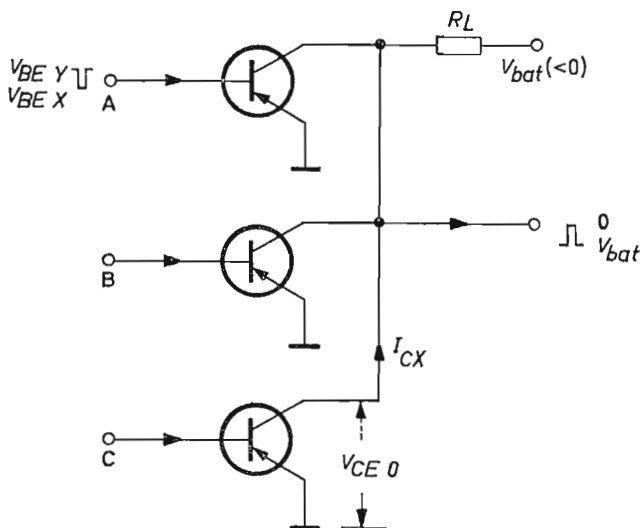 V_BE Y
V_BE X
A
R_L
V_bat(<0)
B
0
V_bat
I_CX
C
V_CE 0